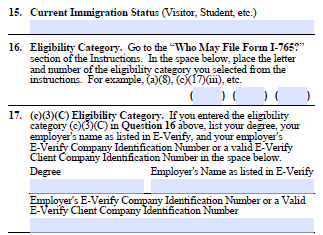 15. Current Immigration Status (Visitor, Student, etc.)
16. Eligibility Category. Go to the "Who May File Form I-765?"
section of the Instructions. In the space below, place the letter
and number of the eligibility category you selected from the
instructions. For example, (a)(8), (c)(17)(iii), etc.
( ) ( ) ( )
17. (c)(3)(C) Eligibility Category. If you entered the eligibility
category (c)(3)(C) in Question 16 above, list your degree, your
employer's name as listed in E-Verify, and your employer's
E-Verify Company Identification Number or a valid E-Verify
Client Company Identification Number in the space below.
Degree Employer's Name as listed in E-Verify
Employer's E-Verify Company Identification Number or a Valid
E-Verify Client Company Identification Number